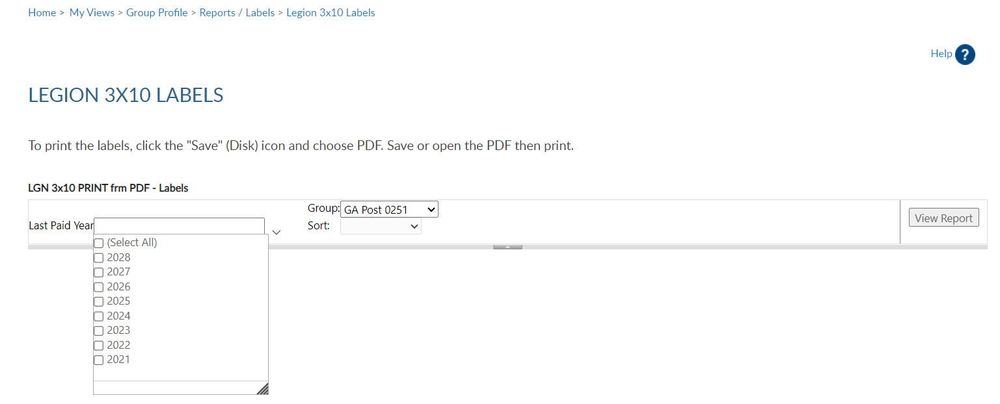 Home > My Views > Group Profile > Reports / Labels > Legion 3x10 Labels
Help ?
LEGION 3X10 LABELS
To print the labels, click the "Save" (Disk) icon and choose PDF. Save or open the PDF then print.
LGN 3x10 PRINT frm PDF - Labels
Group: GA Post 0251
View Report
Last Paid Year
Sort:
(Select All)
2028
2027
2026
2025
2024
2023
2022
2021